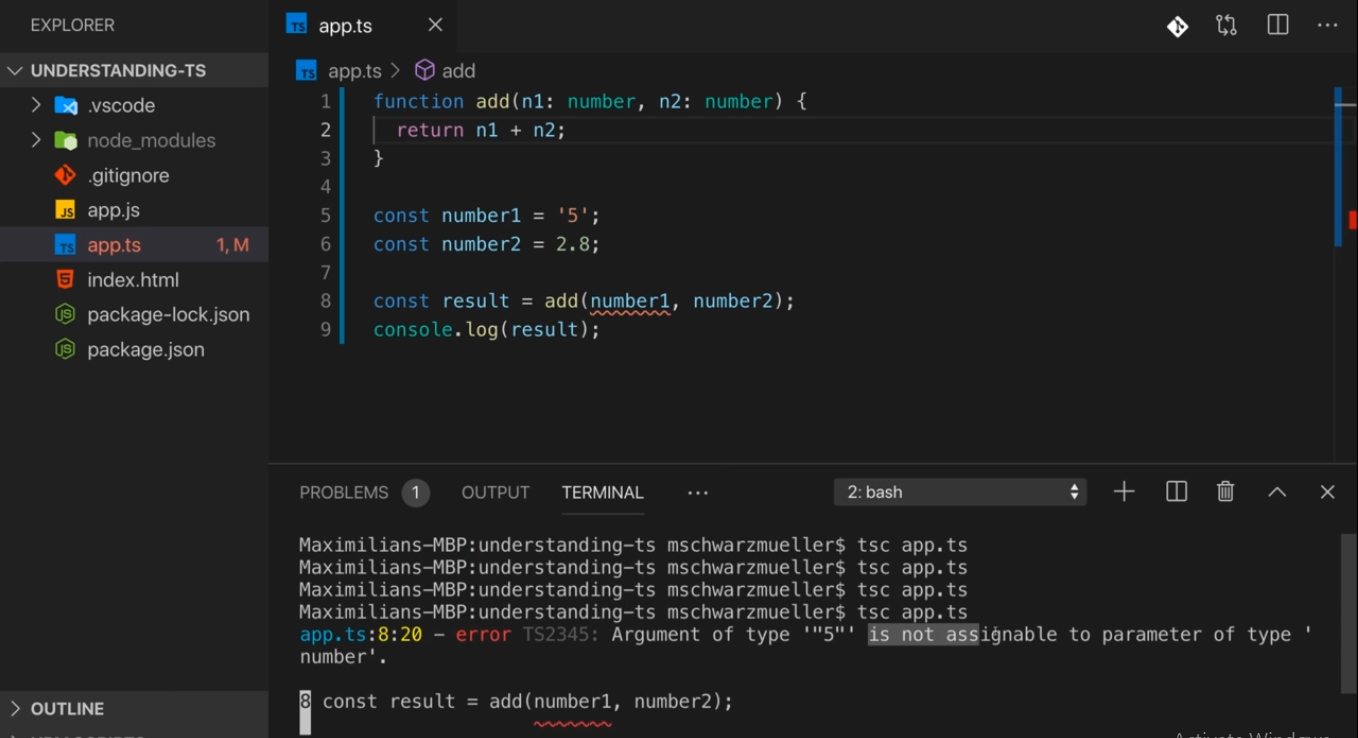 EXPLORER
UNDERSTANDING-TS
.vscode
node_modules
.gitignore
app.js
app.ts 1, M
index.html
package-lock.json
package.json
OUTLINE
app.ts
app.ts > add
1 function add(n1: number, n2: number) {
2 return n1 + n2;
3 }
4
5 const number1 = '5';
6 const number2 = 2.8;
7
8 const result = add(number1, number2);
9 console.log(result);
PROBLEMS 1 OUTPUT TERMINAL ... 2: bash
Maximilians-MBP:understanding-ts mschwarzmueller$ tsc app.ts
Maximilians-MBP:understanding-ts mschwarzmueller$ tsc app.ts
Maximilians-MBP:understanding-ts mschwarzmueller$ tsc app.ts
Maximilians-MBP:understanding-ts mschwarzmueller$ tsc app.ts
app.ts:8:20 - error TS2345: Argument of type '"5"' is not assignable to parameter of type '
number'.
8 const result = add(number1, number2);